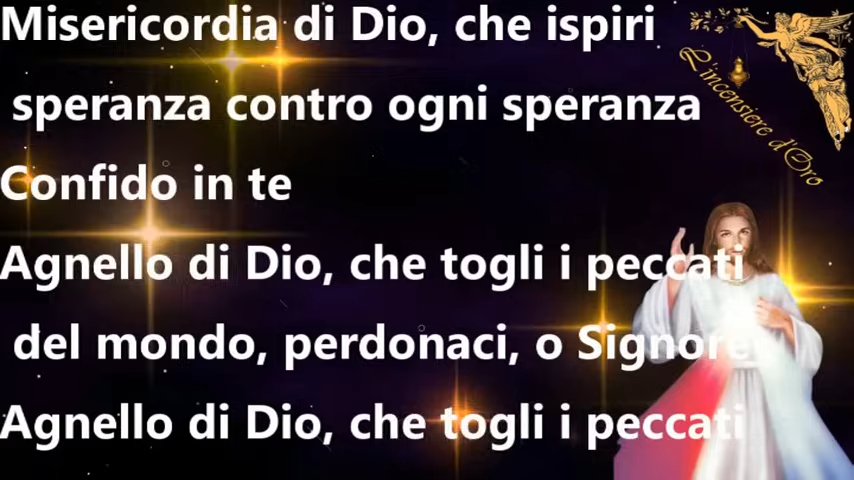 Misericordia di Dio, che ispiri
speranza contro ogni speranza
Confido in te
Agnello di Dio, che togli i peccati
del mondo, perdonaci, o Signore
Agnello di Dio, che togli i peccati
L'incensiere d'Oro